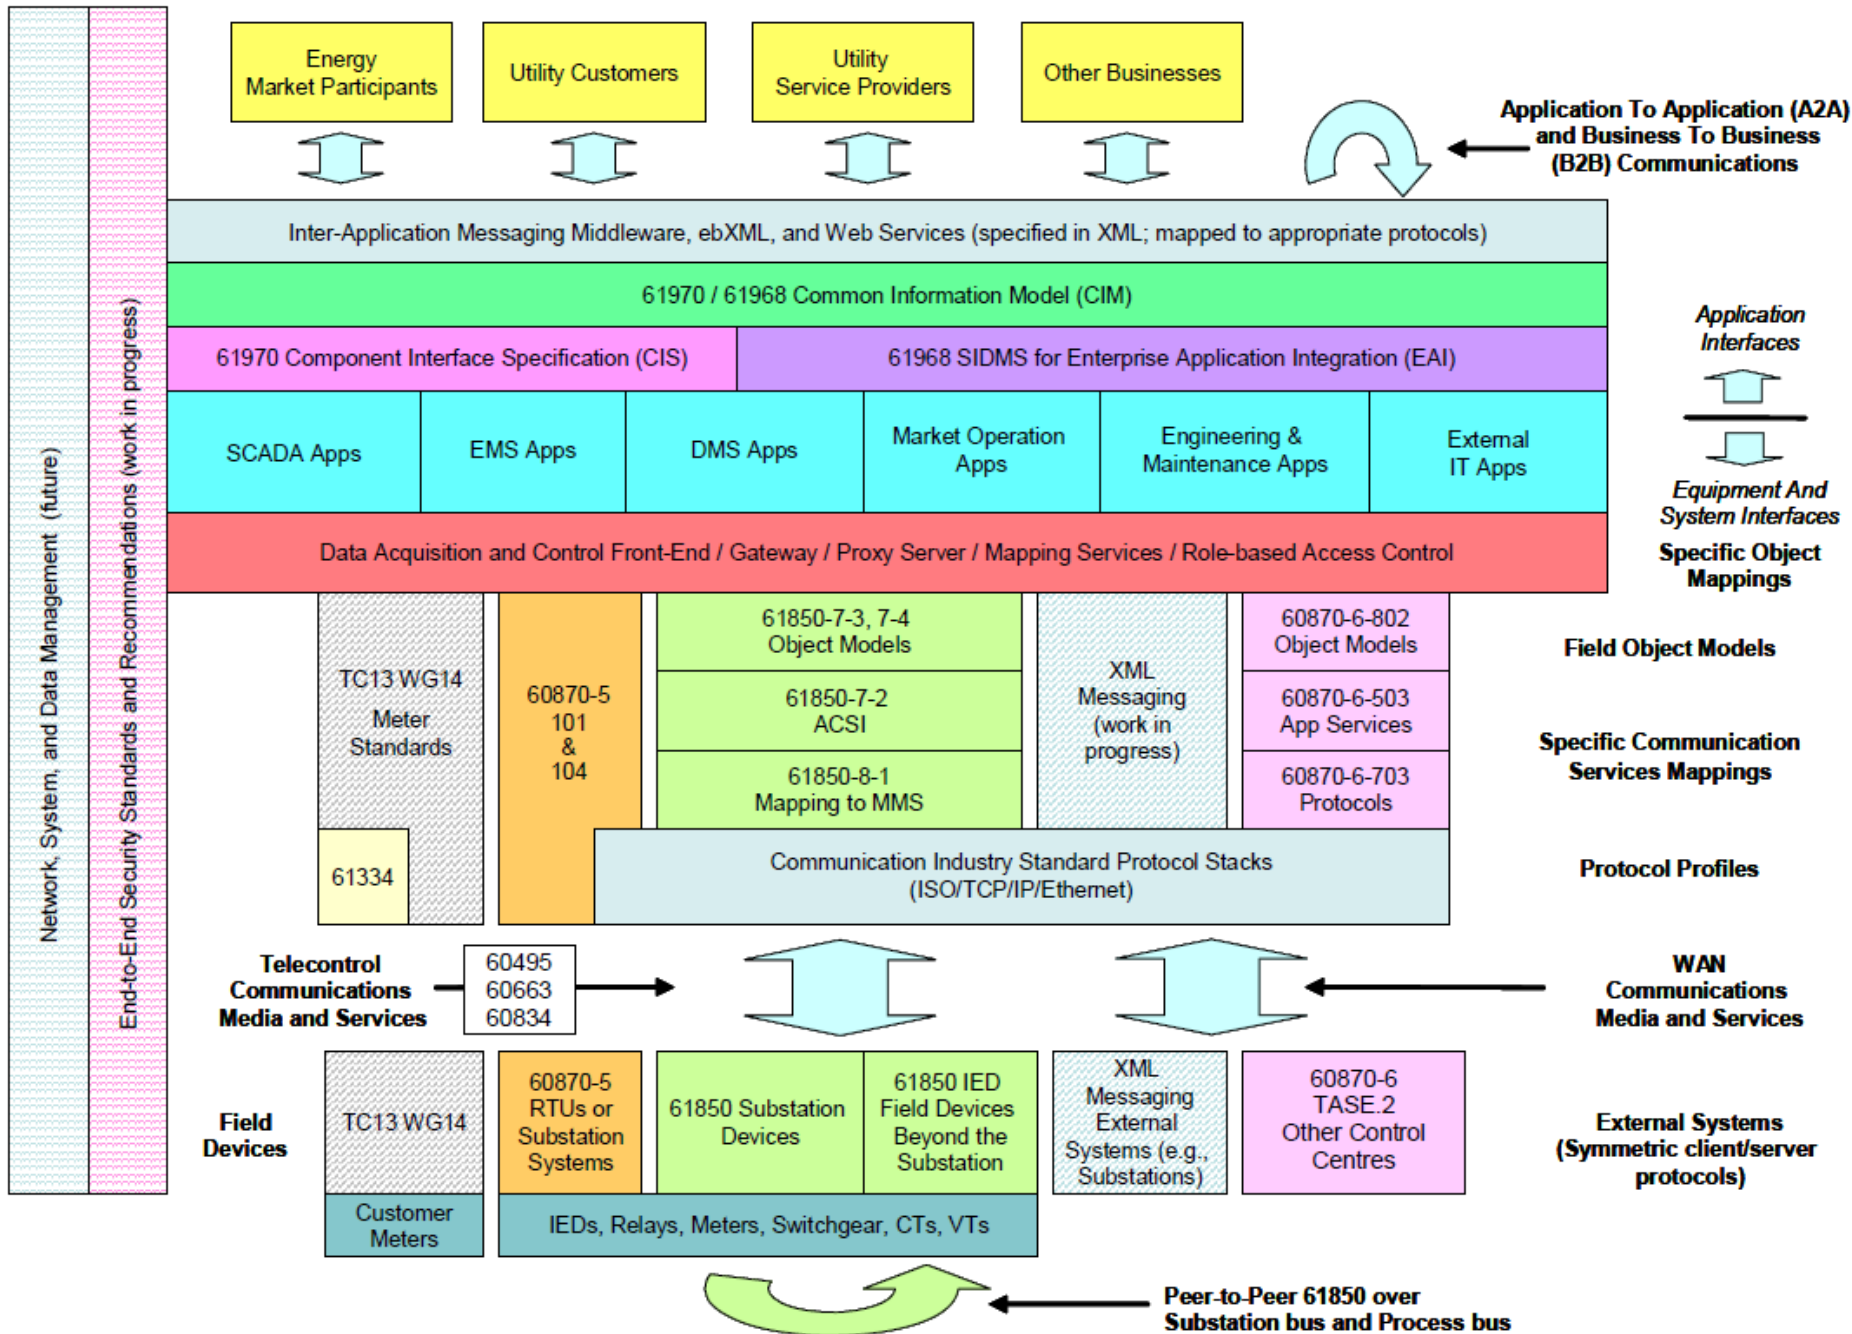 Energy
Market Participants
Utility Customers
Utility
Service Providers
Other Businesses
Application To Application (A2A)
and Business To Business
(B2B) Communications
Inter-Application Messaging Middleware, ebXML, and Web Services (specified in XML; mapped to appropriate protocols)
61970 / 61968 Common Information Model (CIM)
61970 Component Interface Specification (CIS)
61968 SIDMS for Enterprise Application Integration (EAI)
Application
Interfaces
SCADA Apps
EMS Apps
DMS Apps
Market Operation
Apps
Engineering &
Maintenance Apps
External
IT Apps
Equipment And
System Interfaces
Data Acquisition and Control Front-End / Gateway / Proxy Server / Mapping Services / Role-based Access Control
Specific Object
Mappings
TC13 WG14
Meter
Standards
60870-5
101
&
104
61850-7-3, 7-4
Object Models
61850-7-2
ACSI
61850-8-1
Mapping to MMS
XML
Messaging
(work in
progress)
60870-6-802
Object Models
60870-6-503
App Services
60870-6-703
Protocols
Field Object Models
Specific Communication
Services Mappings
61334
Communication Industry Standard Protocol Stacks
(ISO/TCP/IP/Ethernet)
Protocol Profiles
Telecontrol
Communications
Media and Services
60495
60663
60834
WAN
Communications
Media and Services
Field
Devices
TC13 WG14
60870-5
RTUs or
Substation
Systems
61850 Substation
Devices
61850 IED
Field Devices
Beyond the
Substation
XML
Messaging
External
Systems (e.g.,
Substations)
60870-6
TASE.2
Other Control
Centres
External Systems
(Symmetric client/server
protocols)
Customer
Meters
IEDs, Relays, Meters, Switchgear, CTs, VTs
Peer-to-Peer 61850 over
Substation bus and Process bus
Network, System, and Data Management (future)
End-to-End Security Standards and Recommendations (work in progress)